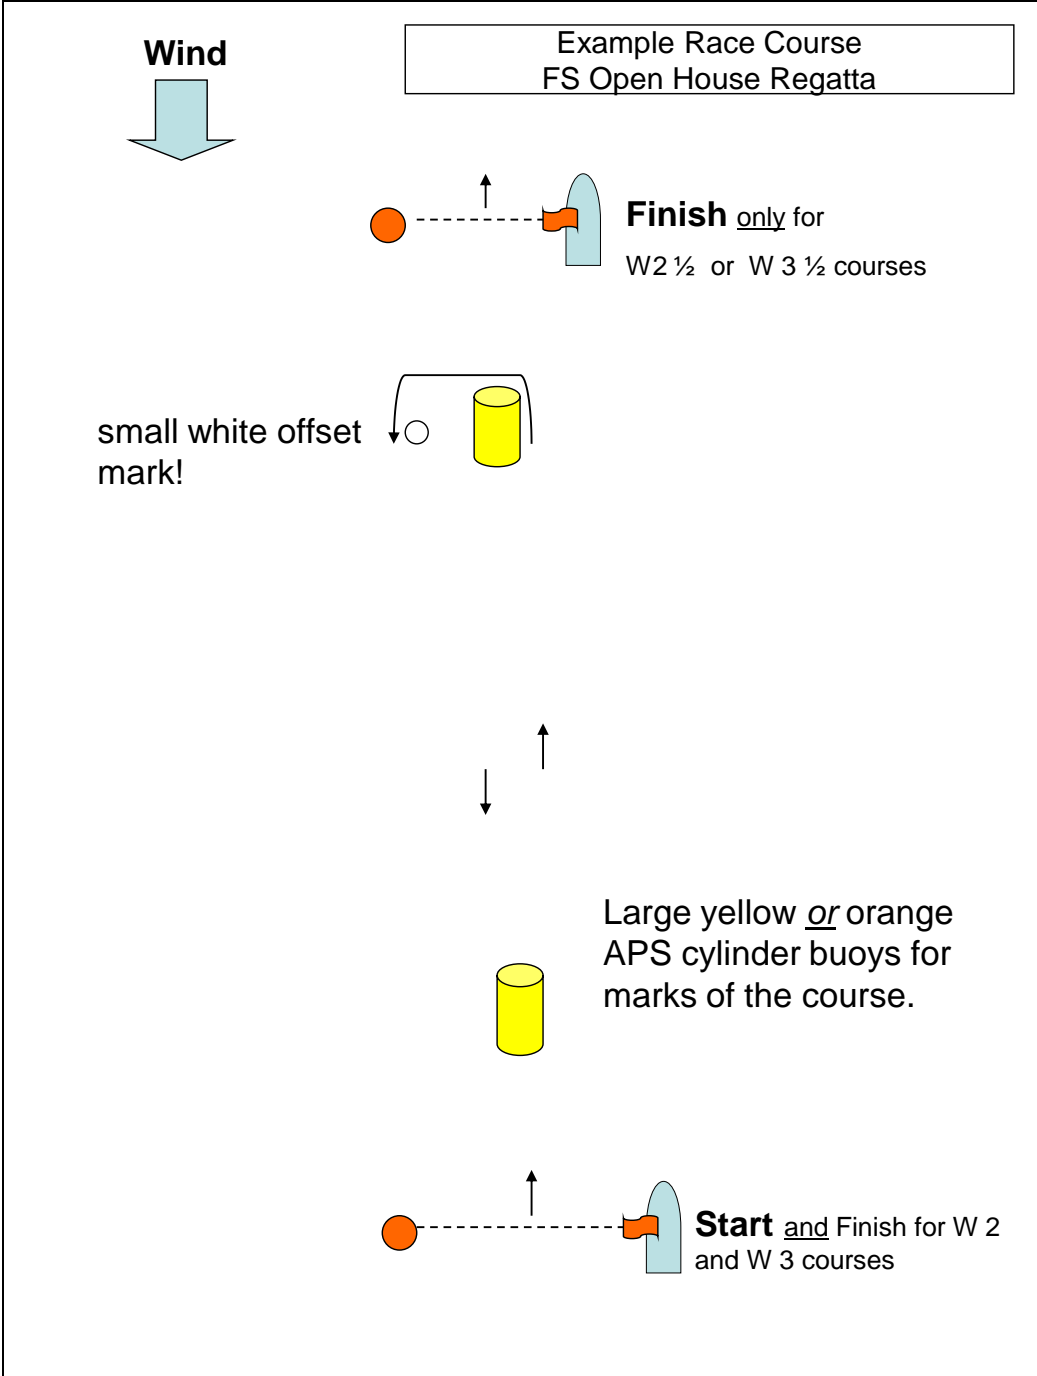 Wind
Example Race Course
FS Open House Regatta
Finish only for
W2 ½ or W 3 ½ courses
small white offset
mark!
Large yellow or orange
APS cylinder buoys for
marks of the course.
Start and Finish for W 2
and W 3 courses